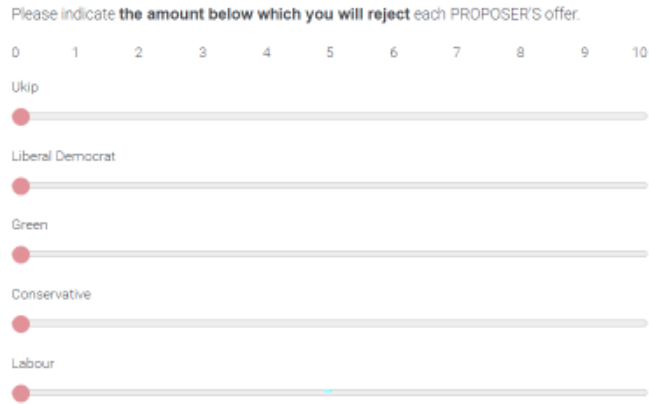 Please indicate the amount below which you will reject each PROPOSER'S offer.
0 1 2 3 4 5 6 7 8 9 10
Ukip
Liberal Democrat
Green
Conservative
Labour